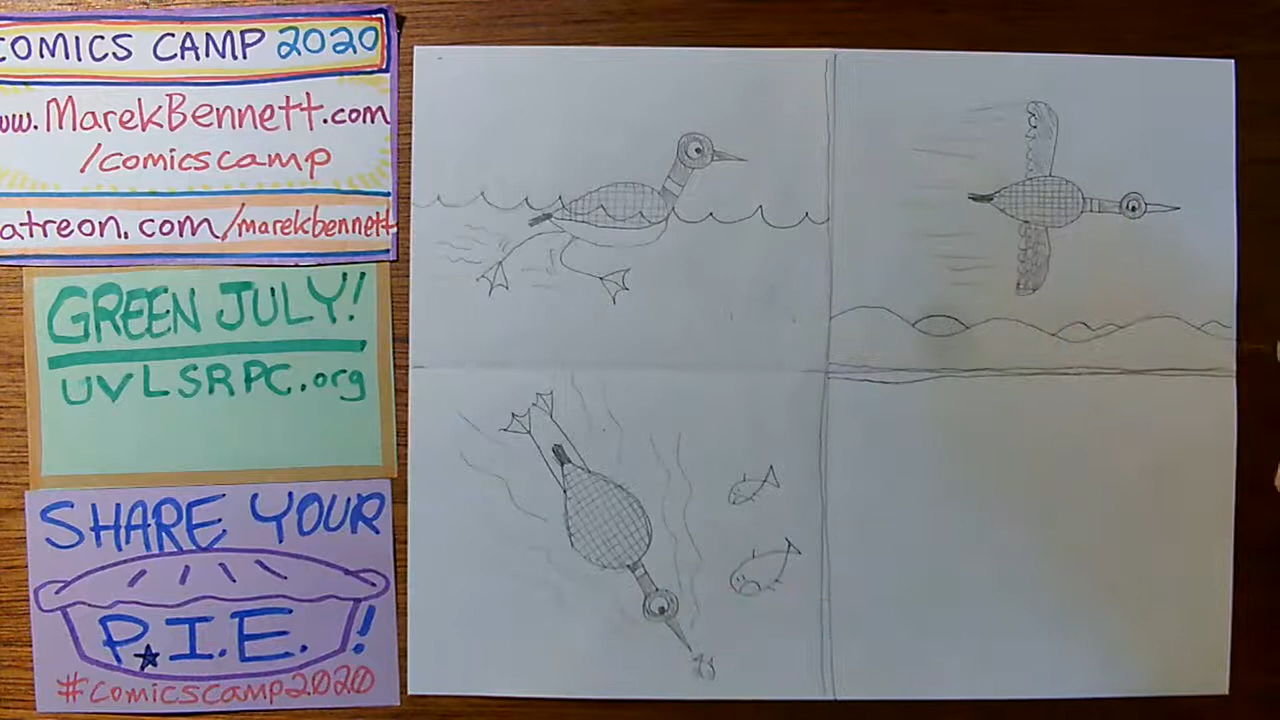 COMICS CAMP 2020
ww.MarekBennett.com
/comicscamp
atreon.com/marekbennett
GREEN JULY!
UVLSRPC.org
SHARE YOUR
P.I.E.!
#comicscamp2020